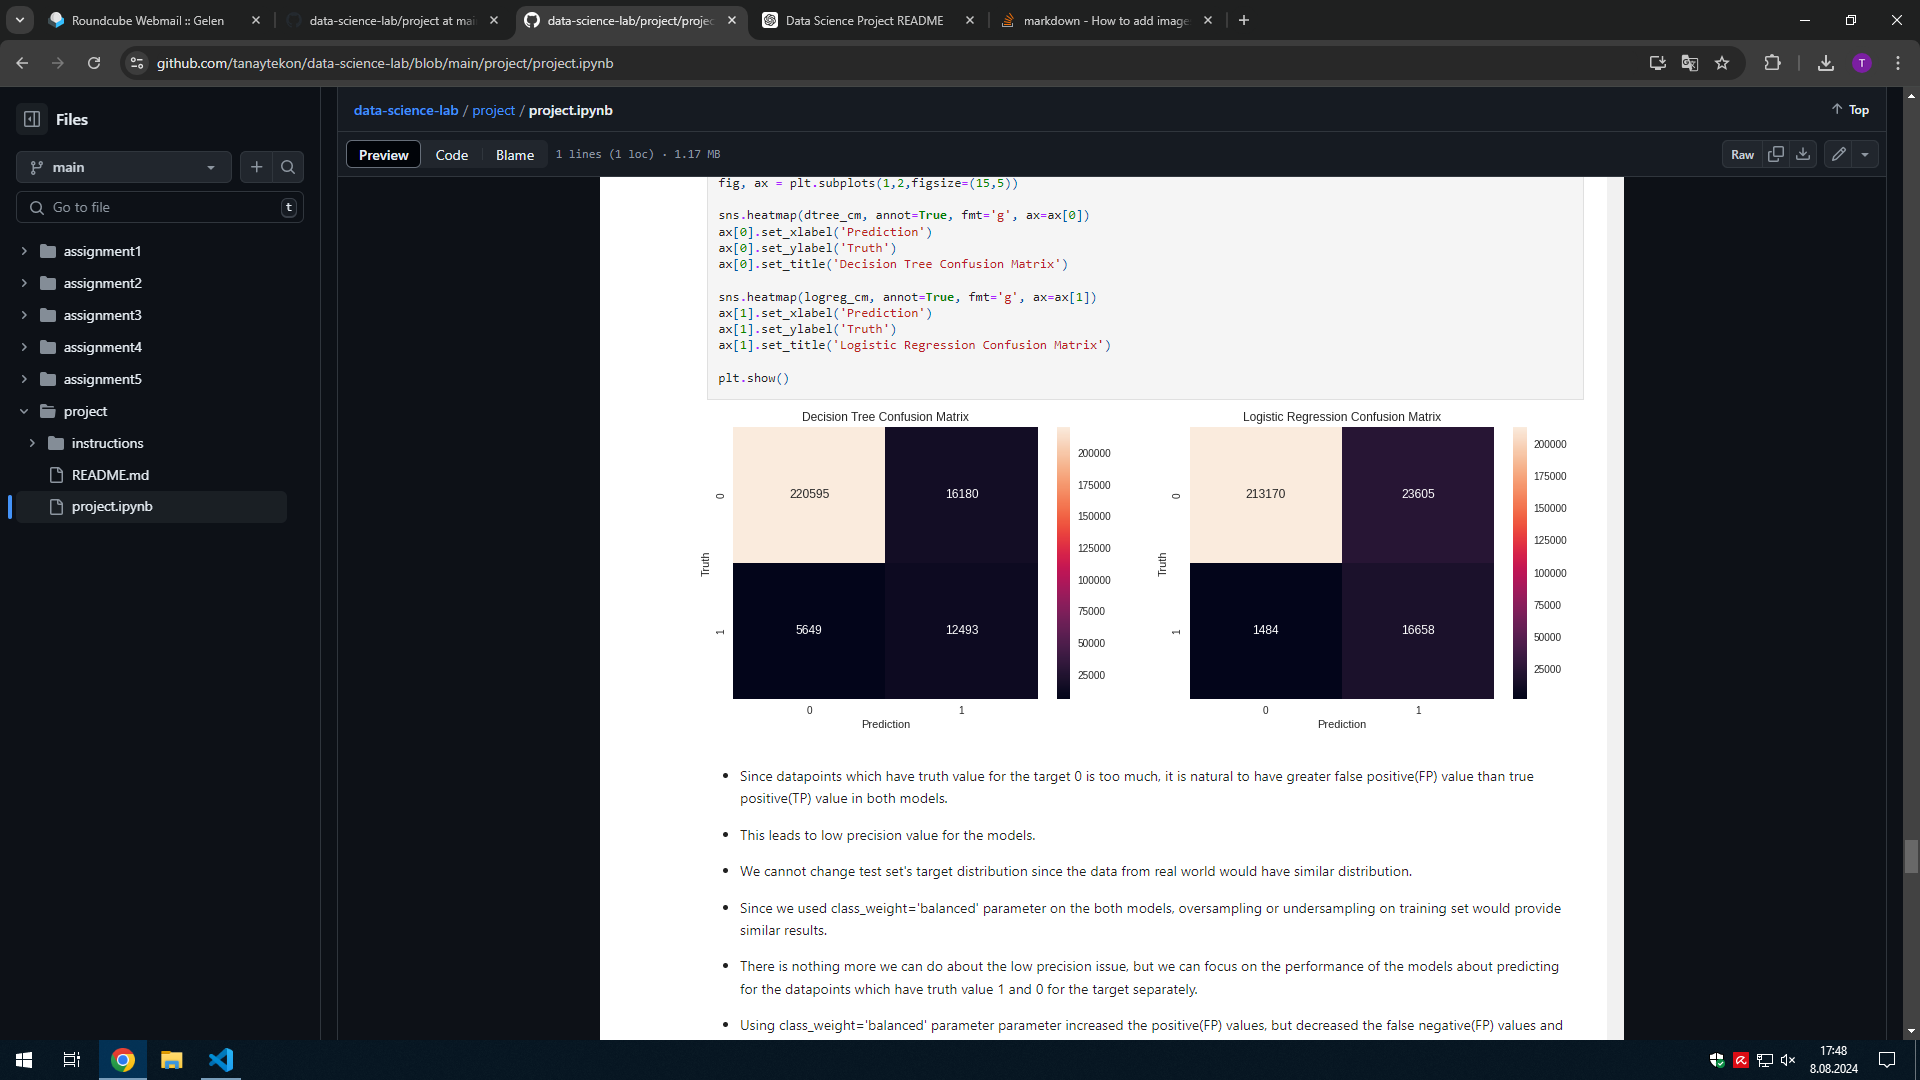 Roundcube Webmail :: Gelen
data-science-lab/project at mai
data-science-lab/project/projec
Data Science Project README
markdown - How to add image
github.com/tanaytekon/data-science-lab/blob/main/project/project.ipynb
T
Files
data-science-lab / project / project.ipynb
Top
main
Preview
Code
Blame
1 lines (1 loc) · 1.17 MB
Raw
Go to file
t
assignment1
assignment2
assignment3
assignment4
assignment5
project
instructions
README.md
project.ipynb
fig, ax = plt.subplots(1,2,figsize=(15,5))
sns.heatmap(dtree_cm, annot=True, fmt='g', ax=ax[0])
ax[0].set_xlabel('Prediction')
ax[0].set_ylabel('Truth')
ax[0].set_title('Decision Tree Confusion Matrix')
sns.heatmap(logreg_cm, annot=True, fmt='g', ax=ax[1])
ax[1].set_xlabel('Prediction')
ax[1].set_ylabel('Truth')
ax[1].set_title('Logistic Regression Confusion Matrix')
plt.show()
Decision Tree Confusion Matrix
220595
16180
5649
12493
0
1
Truth
0
1
Prediction
200000
175000
150000
125000
100000
75000
50000
25000
Logistic Regression Confusion Matrix
213170
23605
1484
16658
0
1
Truth
0
1
Prediction
200000
175000
150000
125000
100000
75000
50000
25000
Since datapoints which have truth value for the target 0 is too much, it is natural to have greater false positive(FP) value than true
positive(TP) value in both models.
This leads to low precision value for the models.
We cannot change test set's target distribution since the data from real world would have similar distribution.
Since we used class_weight='balanced' parameter on the both models, oversampling or undersampling on training set would provide
similar results.
There is nothing more we can do about the low precision issue, but we can focus on the performance of the models about predicting
for the datapoints which have truth value 1 and 0 for the target separately.
Using class_weight='balanced' parameter parameter increased the positive(FP) values, but decreased the false negative(FP) values and
17:48
8.08.2024